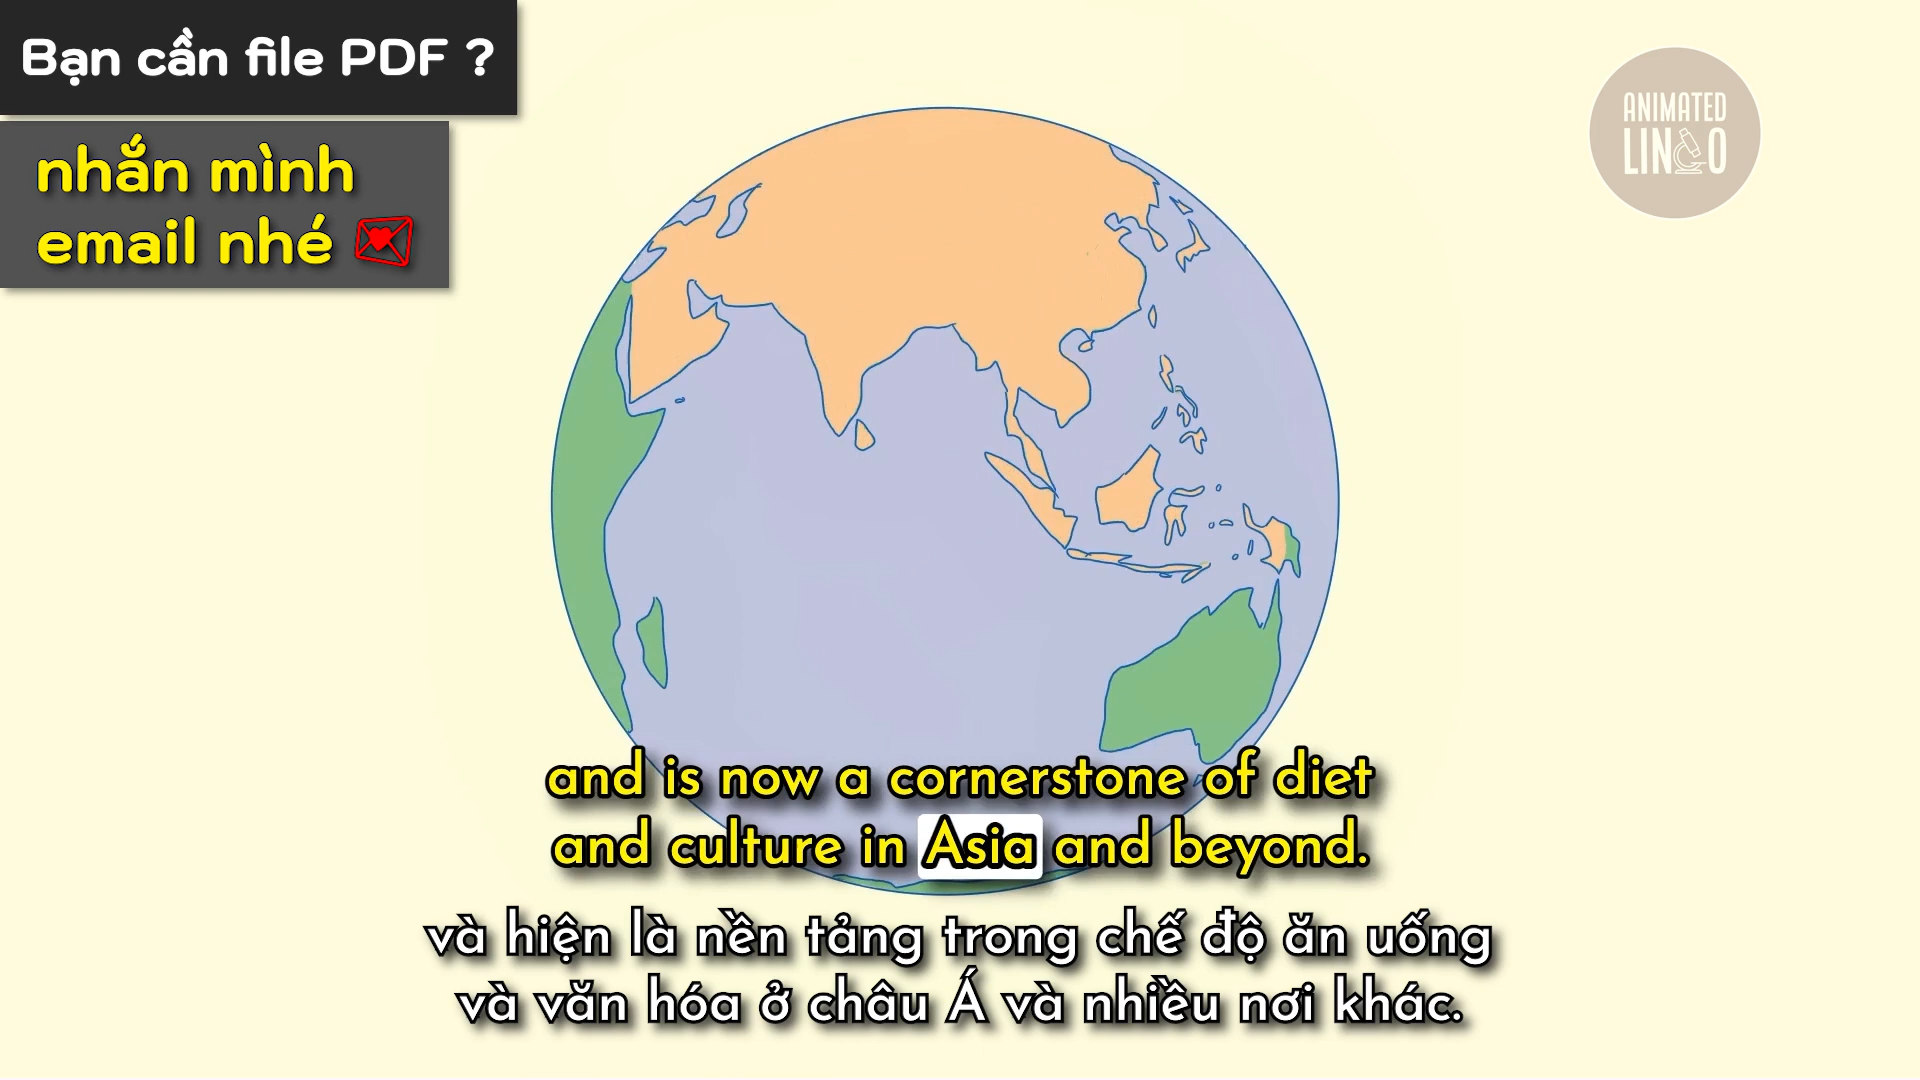 Bạn cần file PDF ?
nhắn mình
email nhé
ANIMATED
LINGO
and is now a cornerstone of diet
and culture in Asia and beyond.
và hiện là nền tảng trong chế độ ăn uống
và văn hóa ở châu Á và nhiều nơi khác.